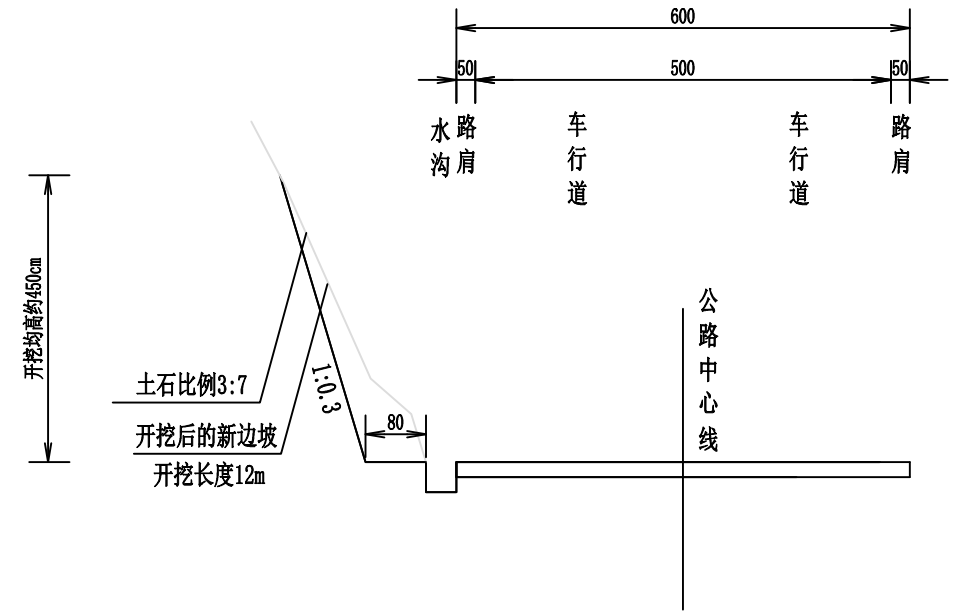 600
50
500
50
水沟
路肩
车行道
车行道
路肩
开挖均高约450cm
公路中心线
土石比例3:7
1:0.3
80
开挖后的新边坡
开挖长度12m